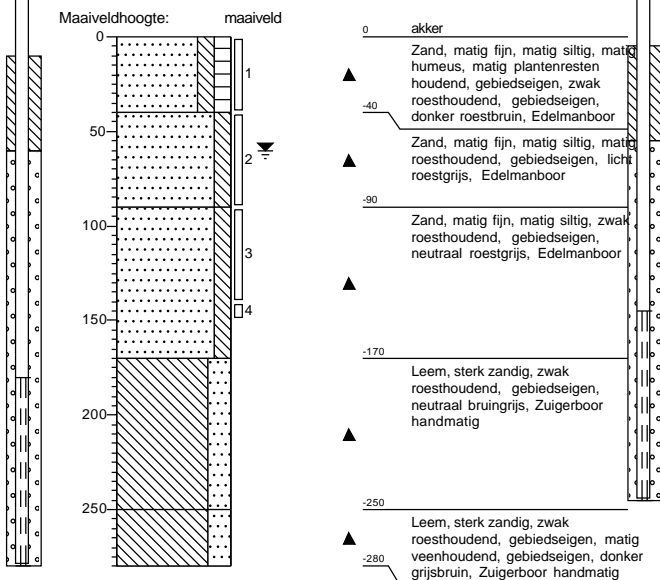 Maaiveldhoogte: maaiveld
0
50
100
150
200
250
1
2
3
4
0 akker
Zand, matig fijn, matig siltig, matig
humeus, matig plantenresten
houdend, gebiedseigen, zwak
roesthoudend, gebiedseigen,
donker roestbruin, Edelmanboor
-40
Zand, matig fijn, matig siltig, matig
roesthoudend, gebiedseigen, licht
roestgrijs, Edelmanboor
-90
Zand, matig fijn, matig siltig, zwak
roesthoudend, gebiedseigen,
neutraal roestgrijs, Edelmanboor
-170
Leem, sterk zandig, zwak
roesthoudend, gebiedseigen,
neutraal bruingrijs, Zuigerboor
handmatig
-250
Leem, sterk zandig, zwak
roesthoudend, gebiedseigen, matig
veenhoudend, gebiedseigen, donker
grijsbruin, Zuigerboor handmatig
-280